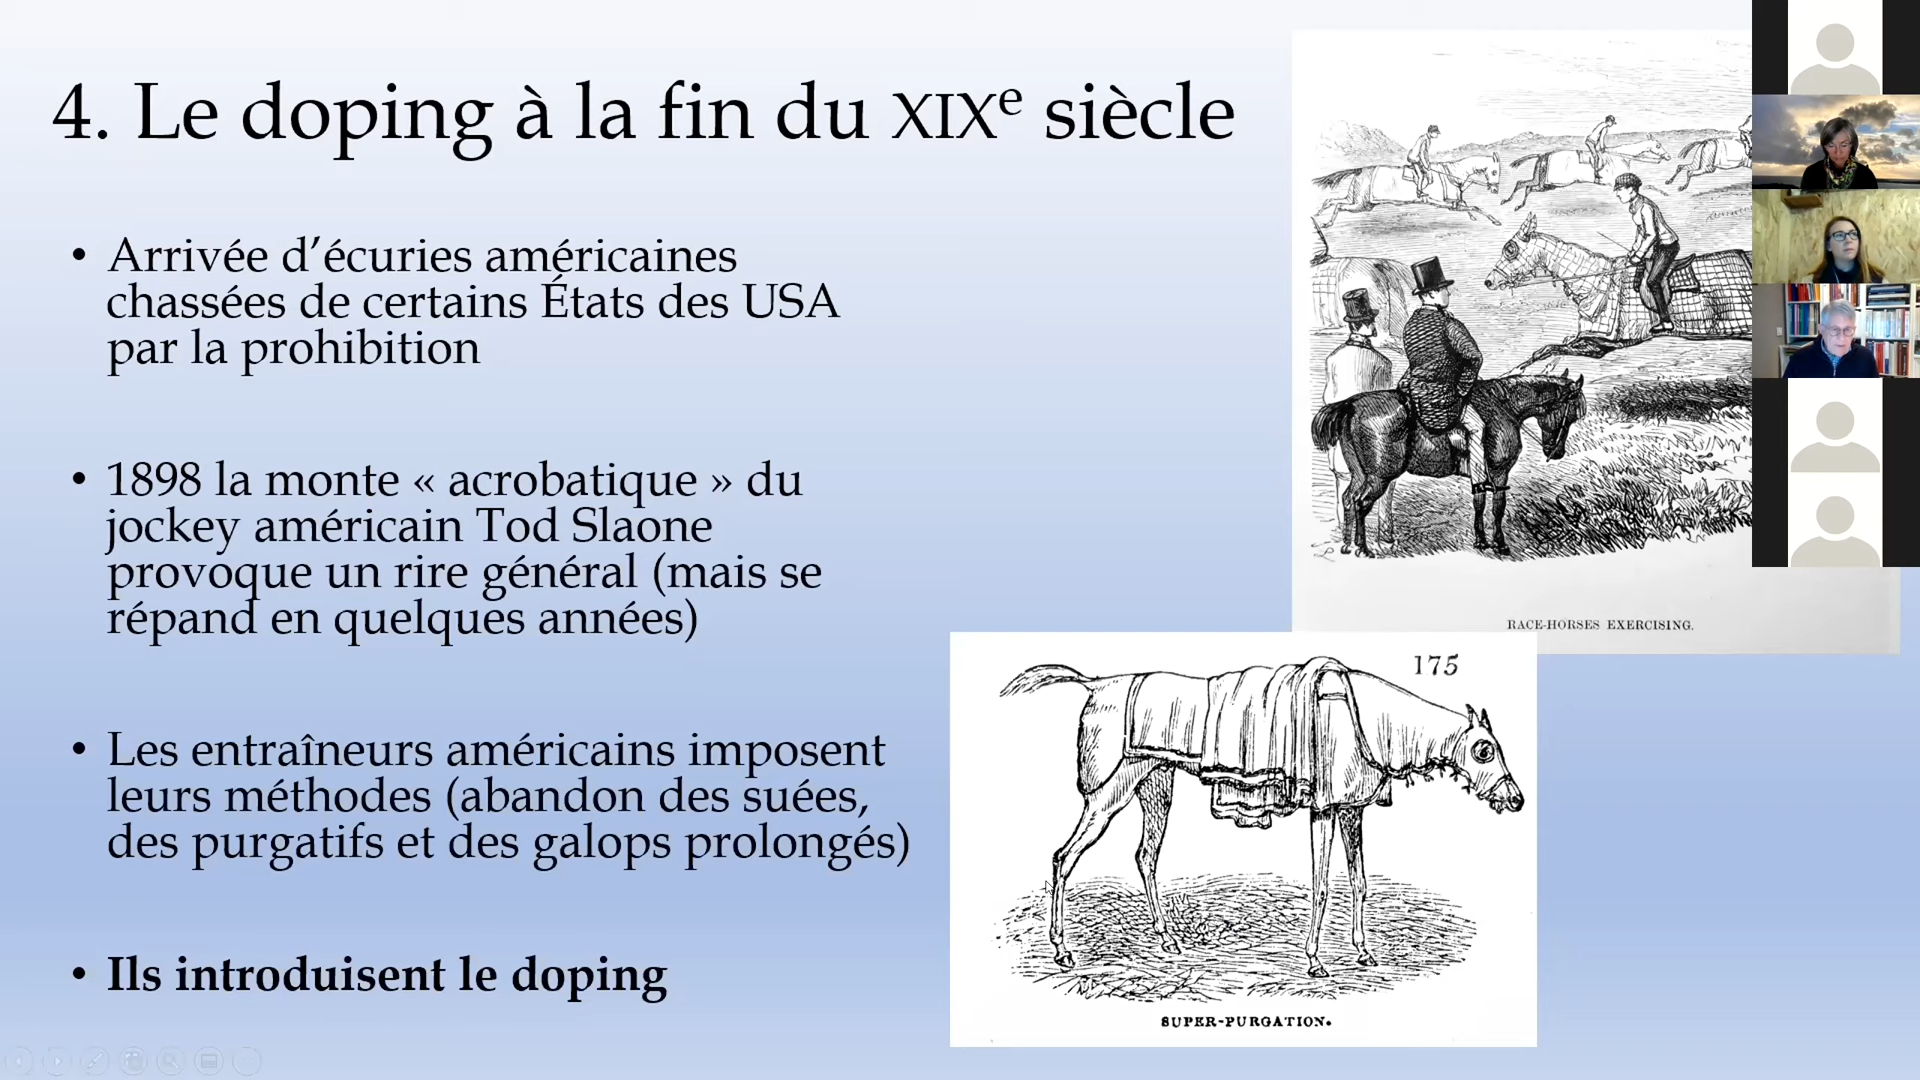 4. Le doping à la fin du XIXe siècle
• Arrivée d’écuries américaines
chassées de certains États des USA
par la prohibition
• 1898 la monte « acrobatique » du
jockey américain Tod Slaone
provoque un rire général (mais se
répand en quelques années)
• Les entraîneurs américains imposent
leurs méthodes (abandon des suées,
des purgatifs et des galops prolongés)
• Ils introduisent le doping
RACE-HORSES EXERCISING.
175
SUPER-PURGATION.